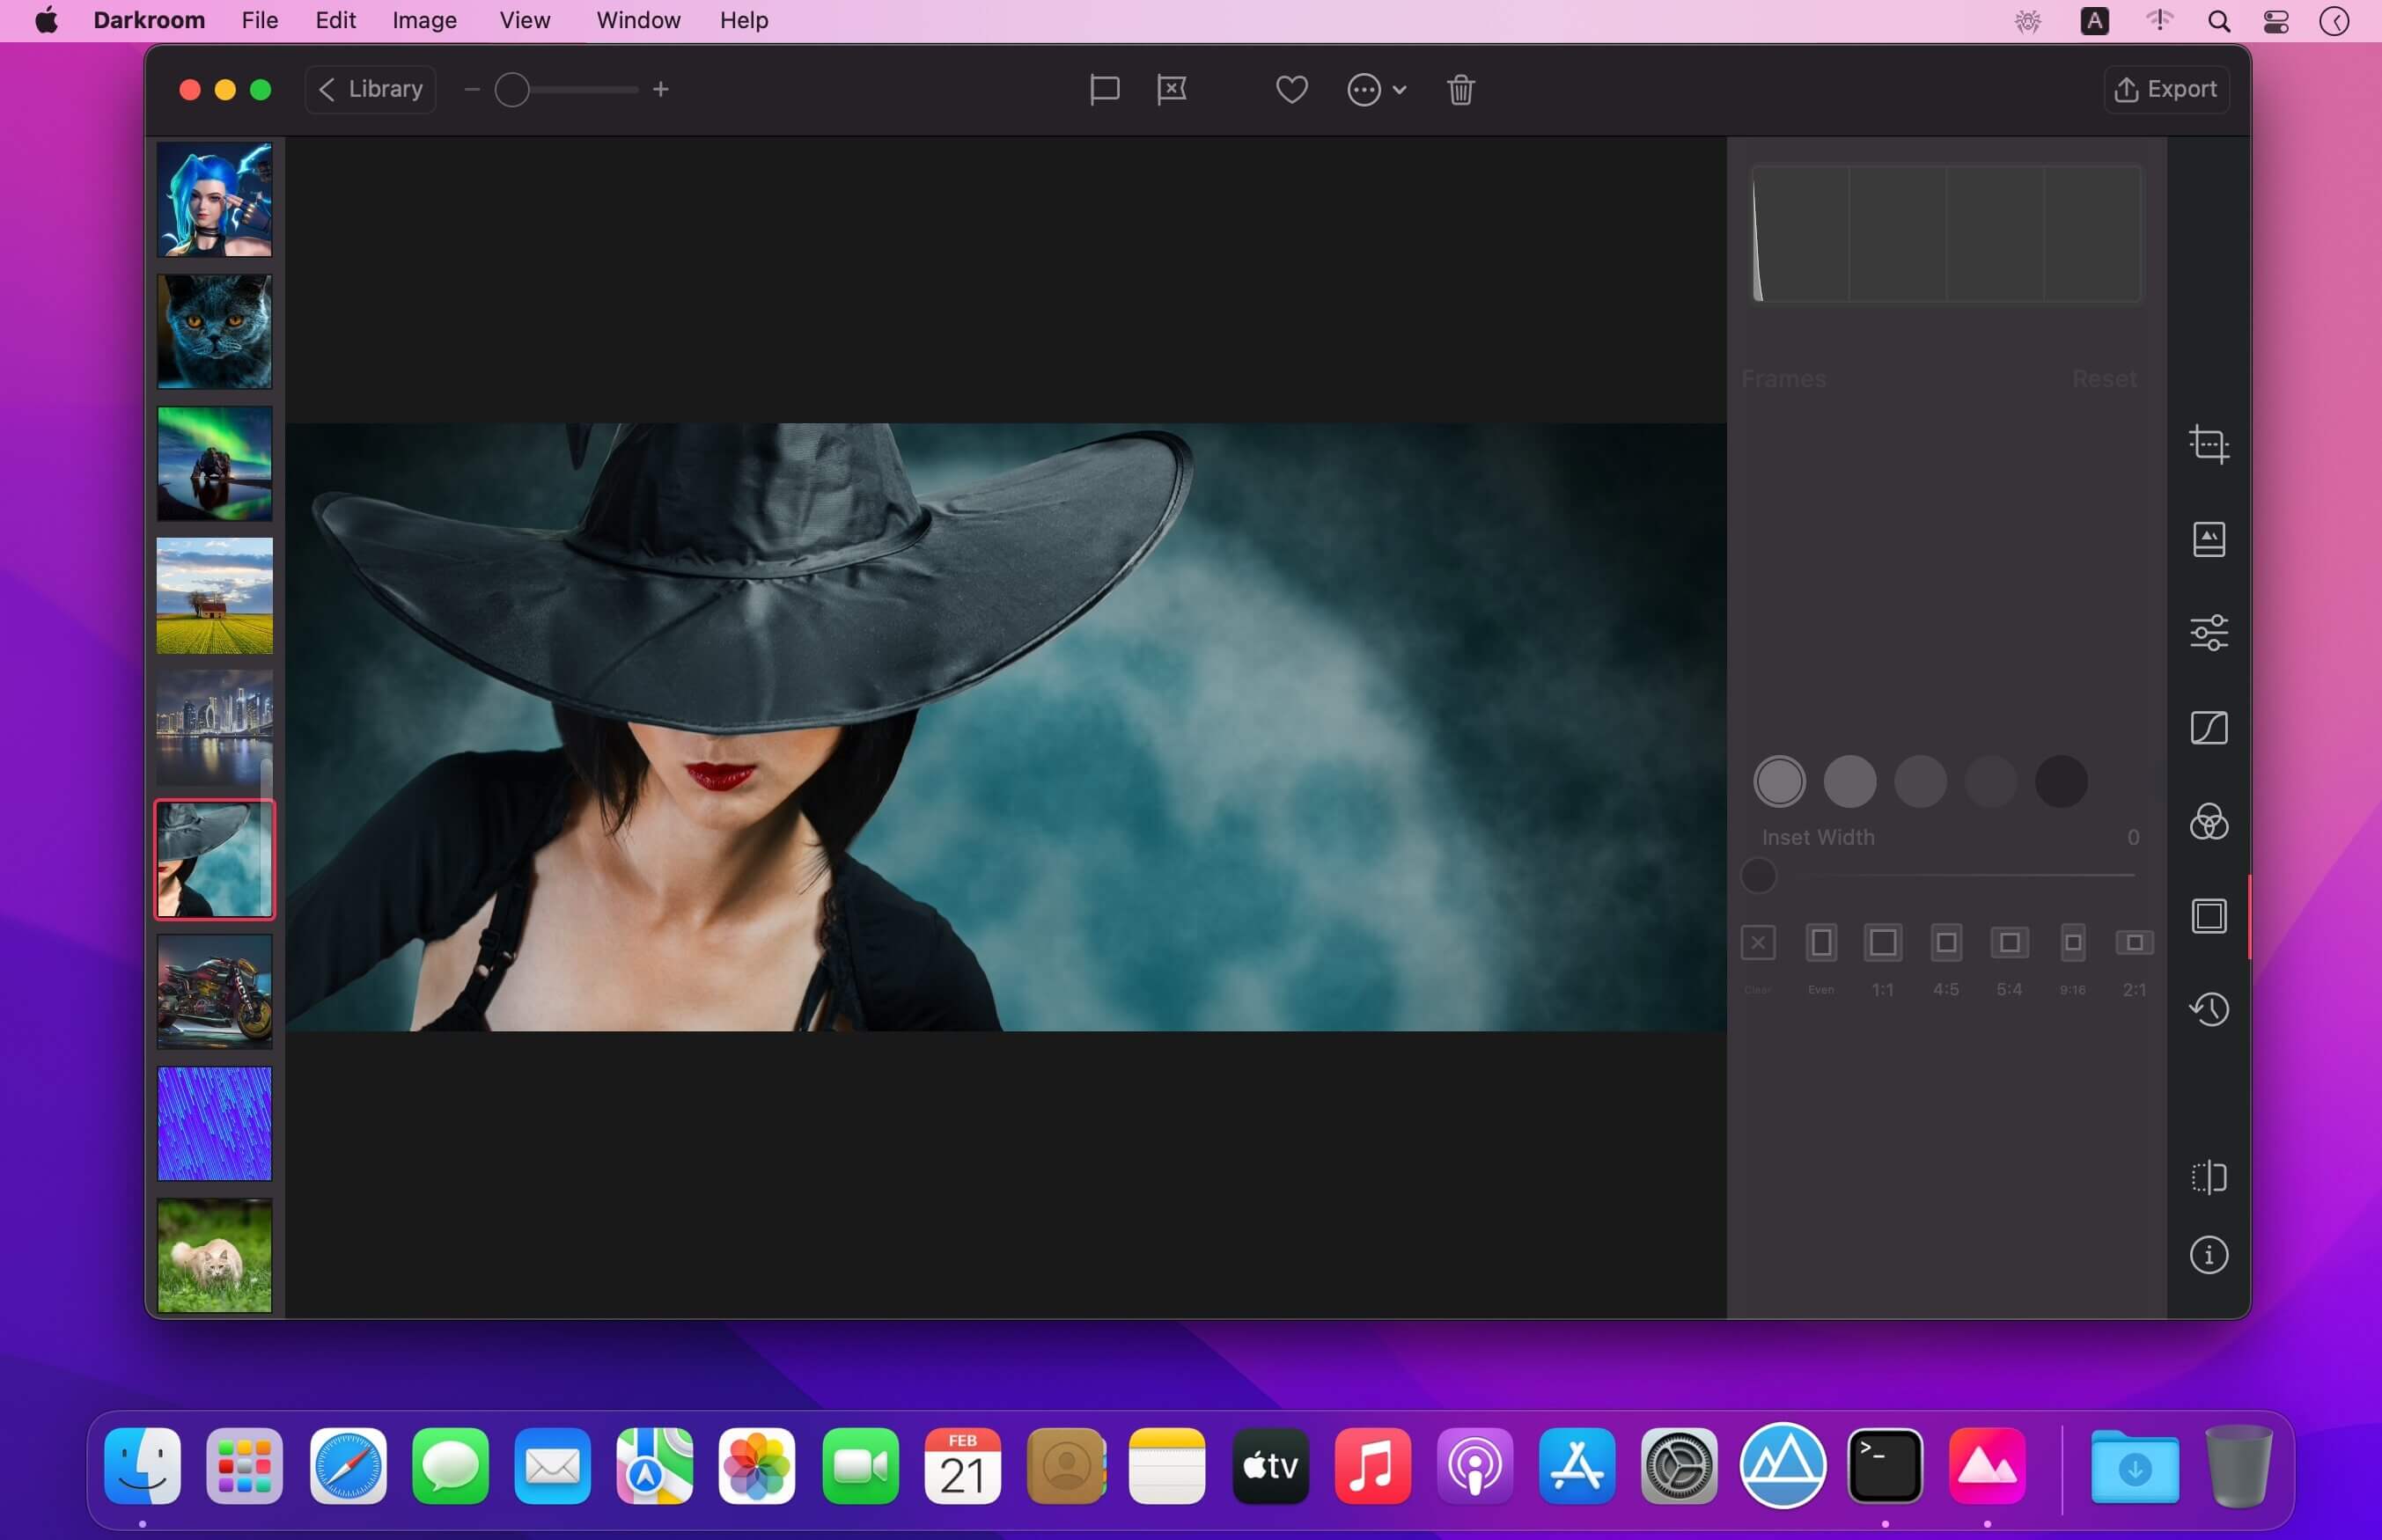 Darkroom File Edit Image View Window Help A
Library Export
Frames Reset
Inset Width 0
Clear Even 1:1 4:5 5:4 9:16 2:1
FEB
21
tv
>_